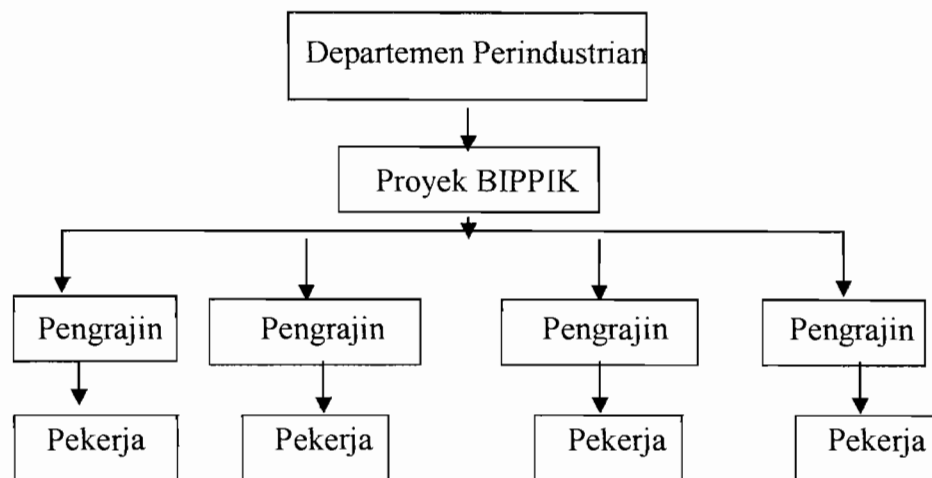 Departemen Perindustrian
Proyek BIPPIK
Pengrajin
Pengrajin
Pengrajin
Pengrajin
Pekerja
Pekerja
Pekerja
Pekerja